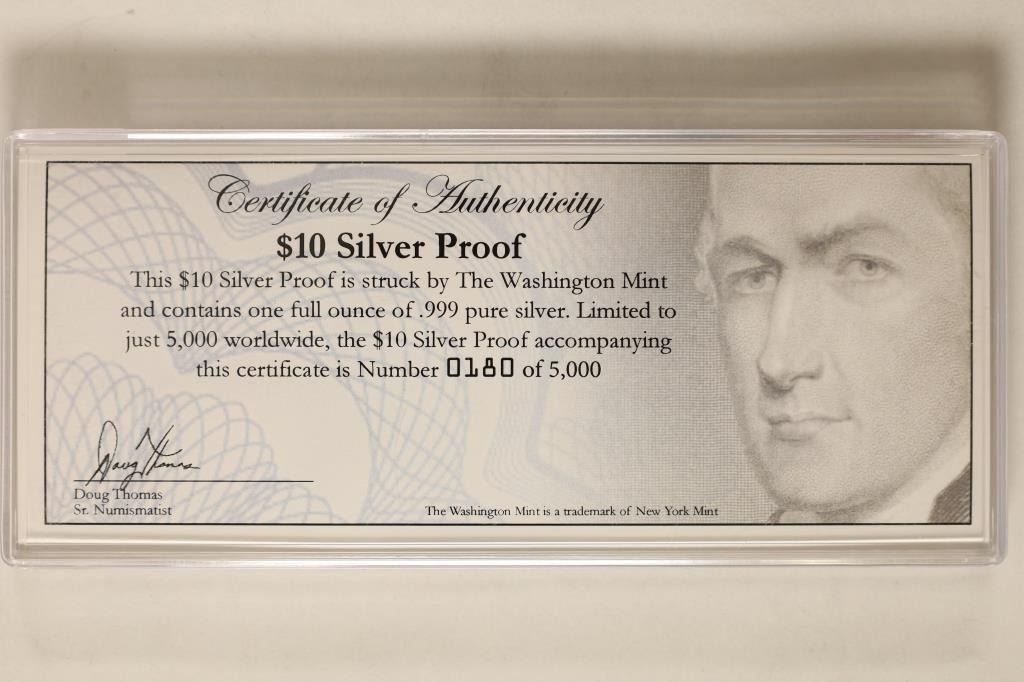 Certificate of Authenticity
$10 Silver Proof
This $10 Silver Proof is struck by The Washington Mint
and contains one full ounce of .999 pure silver. Limited to
just 5,000 worldwide, the $10 Silver Proof accompanying
this certificate is Number 0180 of 5,000
Doug Thomas
Doug Thomas
Sr. Numismatist
The Washington Mint is a trademark of New York Mint